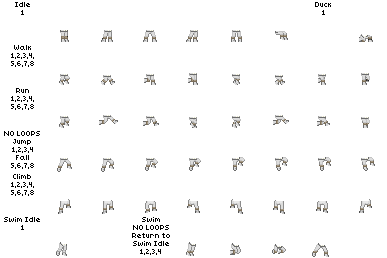 Idle
1
Duck
1
Walk
1,2,3,4,
5,6,7,8
Run
1,2,3,4,
5,6,7,8
NO LOOPS
Jump
1,2,3,4
Fall
5,6,7,8
Climb
1,2,3,4,
5,6,7,8
Swim Idle
1
Swim
NO LOOPS
Return to
Swim Idle
1,2,3,4